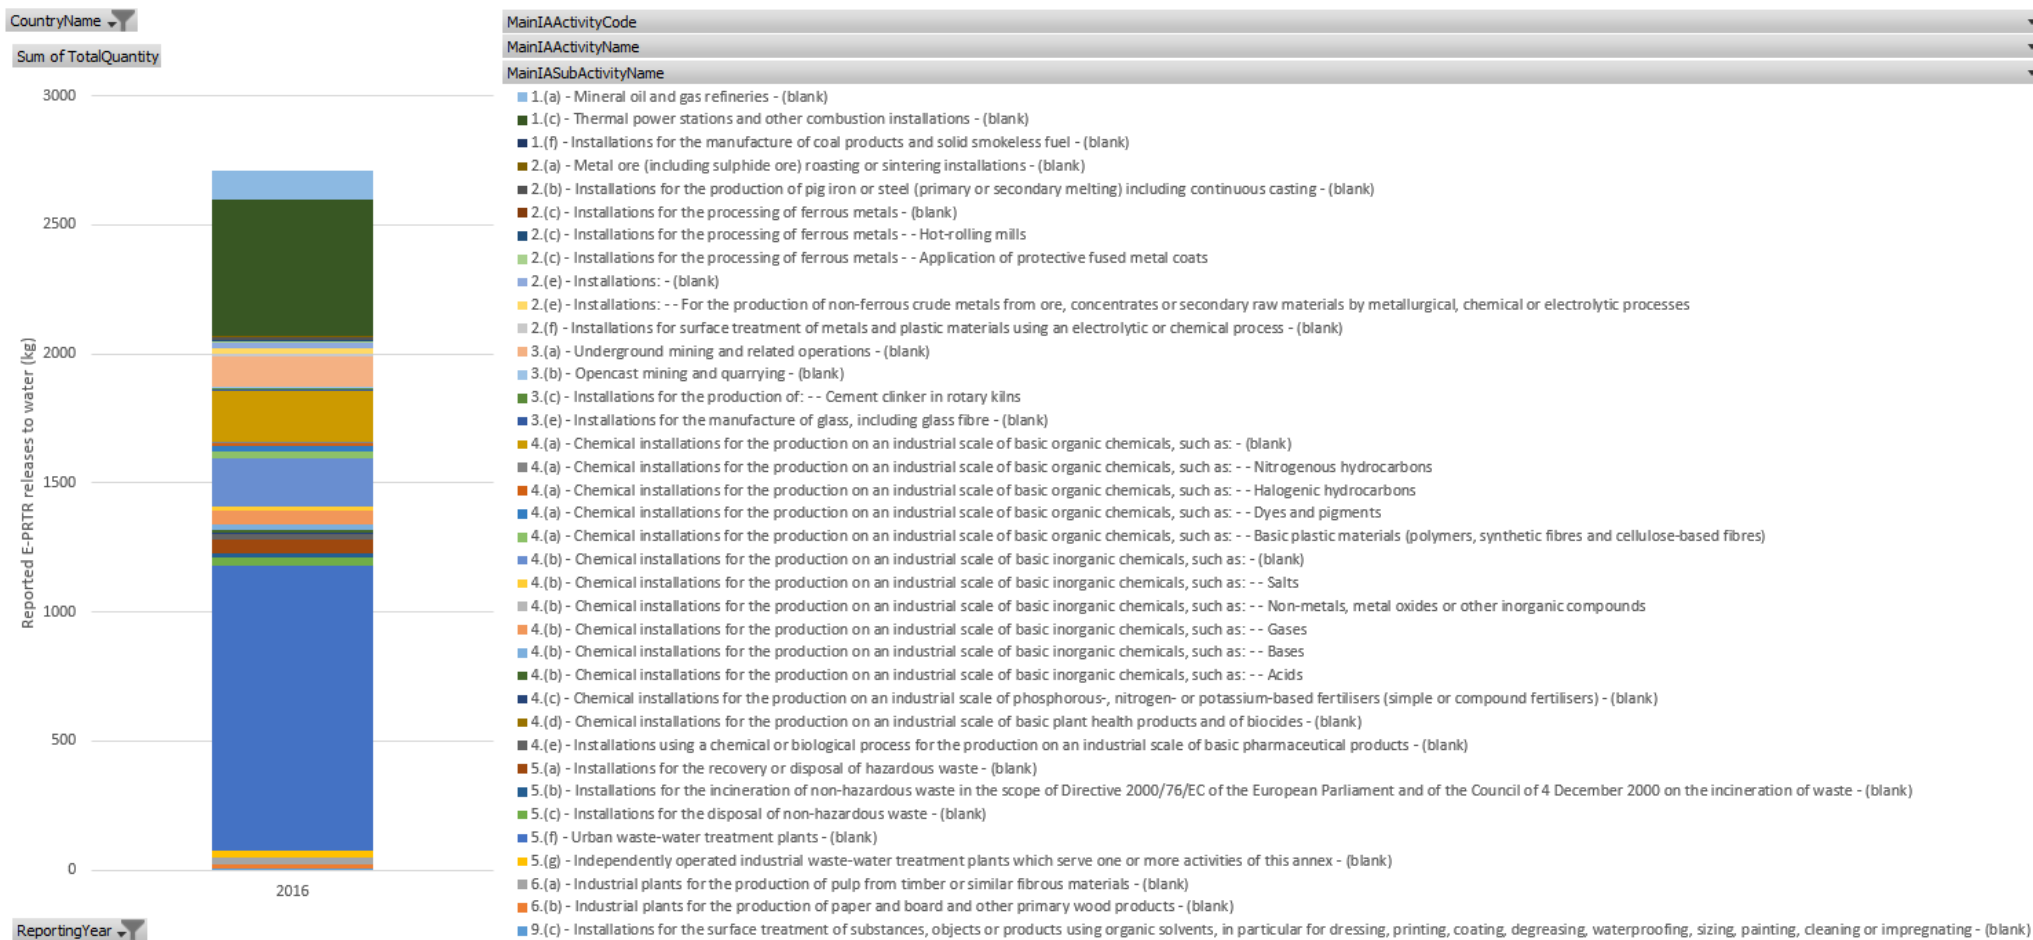 CountryName
Sum of TotalQuantity
MainIAActivityCode
MainIAActivityName
MainIASubActivityName
3000
2500
2000
1500
1000
500
0
Reported E-PRTR releases to water (kg)
2016
ReportingYear
1.(a) - Mineral oil and gas refineries - (blank)
1.(c) - Thermal power stations and other combustion installations - (blank)
1.(f) - Installations for the manufacture of coal products and solid smokeless fuel - (blank)
2.(a) - Metal ore (including sulphide ore) roasting or sintering installations - (blank)
2.(b) - Installations for the production of pig iron or steel (primary or secondary melting) including continuous casting - (blank)
2.(c) - Installations for the processing of ferrous metals - (blank)
2.(c) - Installations for the processing of ferrous metals - - Hot-rolling mills
2.(c) - Installations for the processing of ferrous metals - - Application of protective fused metal coats
2.(e) - Installations: - (blank)
2.(e) - Installations: - - For the production of non-ferrous crude metals from ore, concentrates or secondary raw materials by metallurgical, chemical or electrolytic processes
2.(f) - Installations for surface treatment of metals and plastic materials using an electrolytic or chemical process - (blank)
3.(a) - Underground mining and related operations - (blank)
3.(b) - Opencast mining and quarrying - (blank)
3.(c) - Installations for the production of: - - Cement clinker in rotary kilns
3.(e) - Installations for the manufacture of glass, including glass fibre - (blank)
4.(a) - Chemical installations for the production on an industrial scale of basic organic chemicals, such as: - (blank)
4.(a) - Chemical installations for the production on an industrial scale of basic organic chemicals, such as: - - Nitrogenous hydrocarbons
4.(a) - Chemical installations for the production on an industrial scale of basic organic chemicals, such as: - - Halogenic hydrocarbons
4.(a) - Chemical installations for the production on an industrial scale of basic organic chemicals, such as: - - Dyes and pigments
4.(a) - Chemical installations for the production on an industrial scale of basic organic chemicals, such as: - - Basic plastic materials (polymers, synthetic fibres and cellulose-based fibres)
4.(b) - Chemical installations for the production on an industrial scale of basic inorganic chemicals, such as: - (blank)
4.(b) - Chemical installations for the production on an industrial scale of basic inorganic chemicals, such as: - - Salts
4.(b) - Chemical installations for the production on an industrial scale of basic inorganic chemicals, such as: - - Non-metals, metal oxides or other inorganic compounds
4.(b) - Chemical installations for the production on an industrial scale of basic inorganic chemicals, such as: - - Gases
4.(b) - Chemical installations for the production on an industrial scale of basic inorganic chemicals, such as: - - Bases
4.(b) - Chemical installations for the production on an industrial scale of basic inorganic chemicals, such as: - - Acids
4.(c) - Chemical installations for the production on an industrial scale of phosphorous-, nitrogen- or potassium-based fertilisers (simple or compound fertilisers) - (blank)
4.(d) - Chemical installations for the production on an industrial scale of basic plant health products and of biocides - (blank)
4.(e) - Installations using a chemical or biological process for the production on an industrial scale of basic pharmaceutical products - (blank)
5.(a) - Installations for the recovery or disposal of hazardous waste - (blank)
5.(b) - Installations for the incineration of non-hazardous waste in the scope of Directive 2000/76/EC of the European Parliament and of the Council of 4 December 2000 on the incineration of waste - (blank)
5.(c) - Installations for the disposal of non-hazardous waste - (blank)
5.(f) - Urban waste-water treatment plants - (blank)
5.(g) - Independently operated industrial waste-water treatment plants which serve one or more activities of this annex - (blank)
6.(a) - Industrial plants for the production of pulp from timber or similar fibrous materials - (blank)
6.(b) - Industrial plants for the production of paper and board and other primary wood products - (blank)
9.(c) - Installations for the surface treatment of substances, objects or products using organic solvents, in particular for dressing, printing, coating, degreasing, waterproofing, sizing, painting, cleaning or impregnating - (blank)